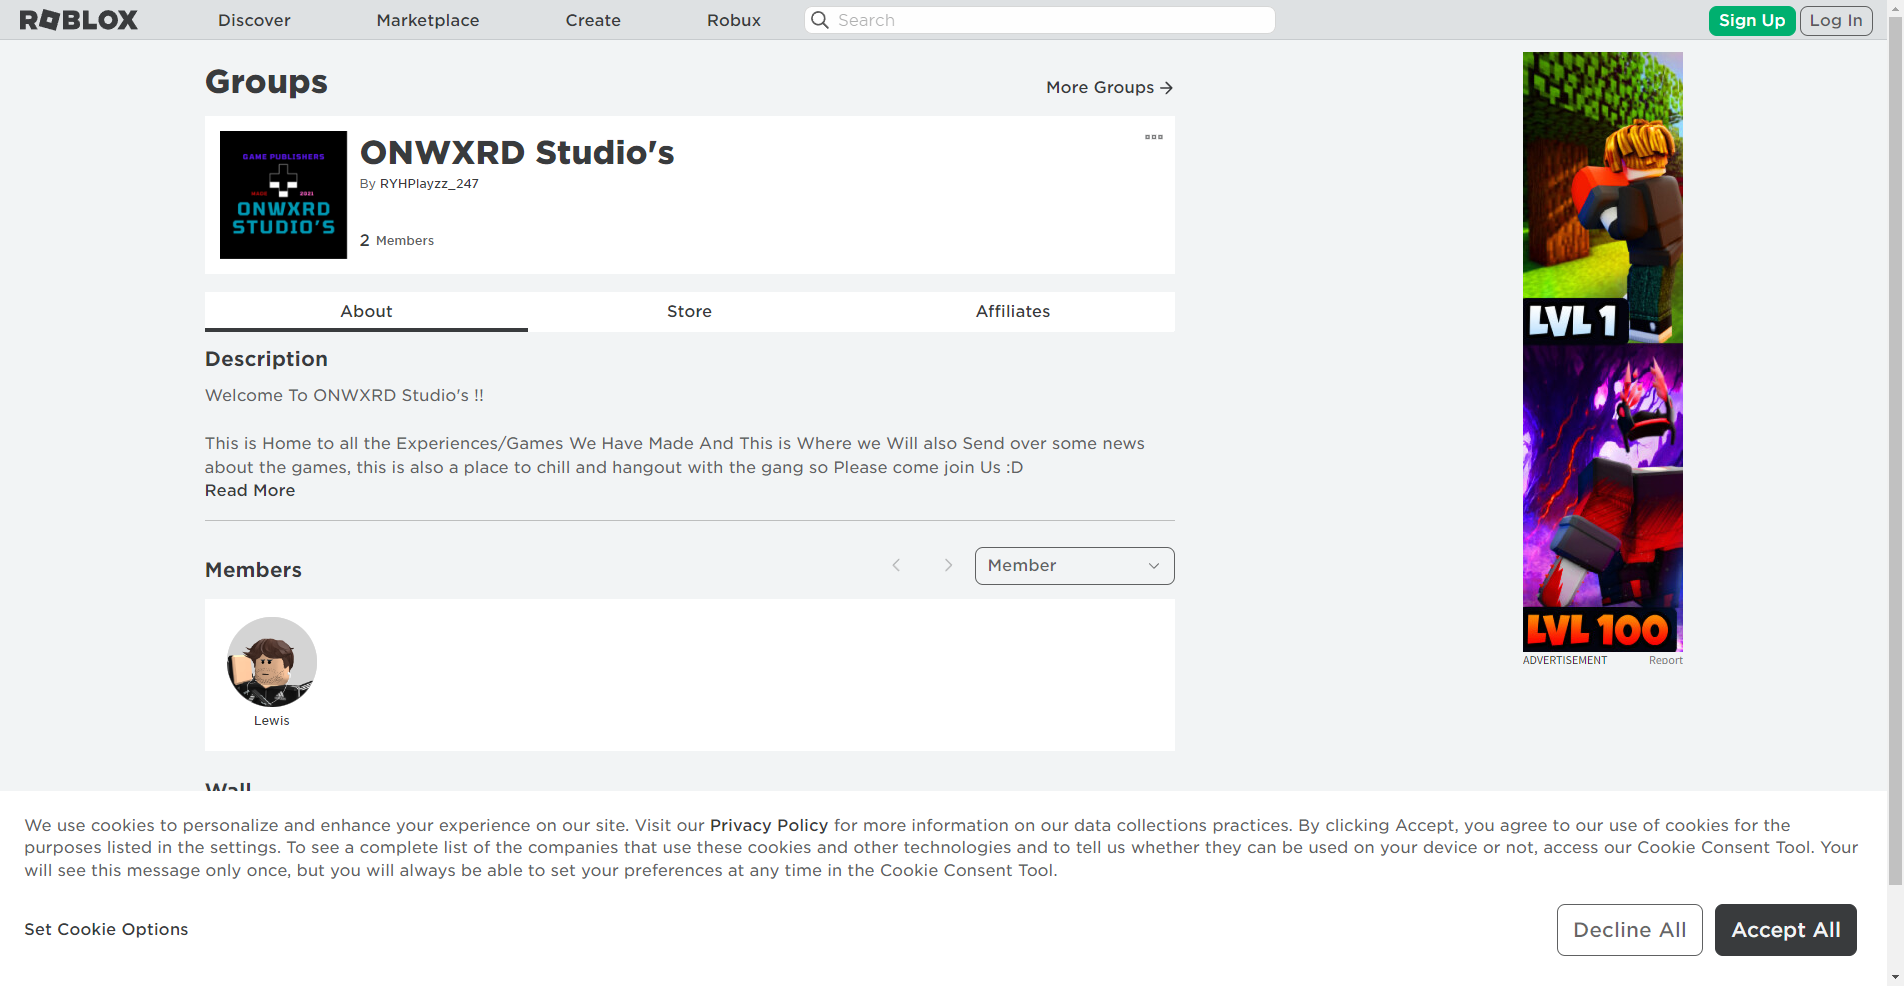 ROBLOX
Discover
Marketplace
Create
Robux
Search
Sign Up
Log In
Groups
More Groups
GAME PUBLISHERS
MADE 2021
ONWXRD
STUDIO'S
ONWXRD Studio's
By RYHPlayzz_247
2 Members
About
Store
Affiliates
Description
Welcome To ONWXRD Studio's !!
This is Home to all the Experiences/Games We Have Made And This is Where we Will also Send over some news
about the games, this is also a place to chill and hangout with the gang so Please come join Us :D
Read More
Members
Member
Lewis
Wall
LVL 1
LVL 100
ADVERTISEMENT
Report
We use cookies to personalize and enhance your experience on our site. Visit our Privacy Policy for more information on our data collections practices. By clicking Accept, you agree to our use of cookies for the
purposes listed in the settings. To see a complete list of the companies that use these cookies and other technologies and to tell us whether they can be used on your device or not, access our Cookie Consent Tool. Your
will see this message only once, but you will always be able to set your preferences at any time in the Cookie Consent Tool.
Set Cookie Options
Decline All
Accept All